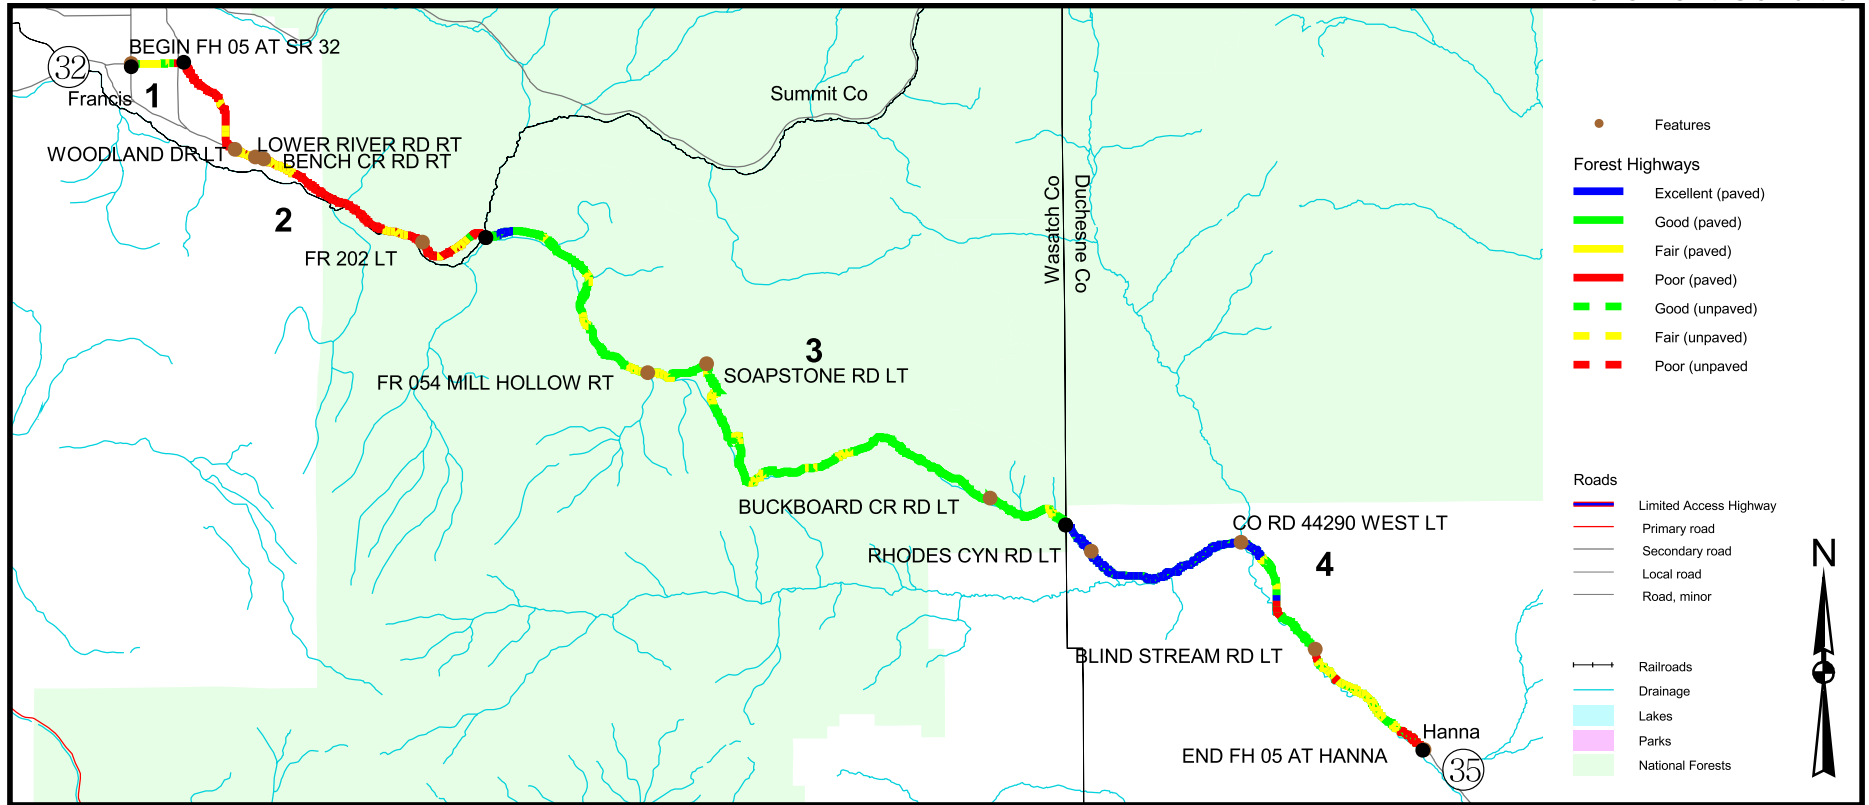 BEGIN FH 05 AT SR 32
32
Francis
1
Summit Co
LOWER RIVER RD RT
WOODLAND DR LT
BENCH CR RD RT
2
FR 202 LT
Wasatch Co
Duchesne Co
3
FR 054 MILL HOLLOW RT
SOAPSTONE RD LT
BUCKBOARD CR RD LT
CO RD 44290 WEST LT
RHODES CYN RD LT
4
BLIND STREAM RD LT
Hanna
END FH 05 AT HANNA
35
Features
Forest Highways
Excellent (paved)
Good (paved)
Fair (paved)
Poor (paved)
Good (unpaved)
Fair (unpaved)
Poor (unpaved
Roads
Limited Access Highway
Primary road
Secondary road
Local road
Road, minor
N
Railroads
Drainage
Lakes
Parks
National Forests